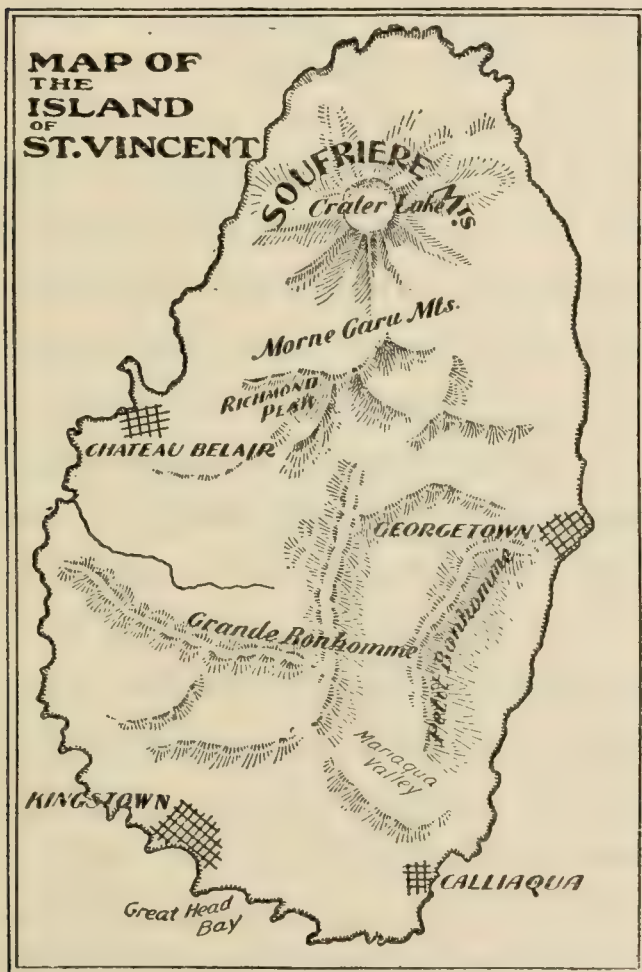 MAP OF
THE
ISLAND
OF
ST. VINCENT
SOUFRIERE Mts.
Crater Lake
Morne Garu Mts.
RICHMOND
PEAK
CHATEAU BELAIR
GEORGETOWN
Grande Bonhomme
Petit Bonhomme
Maraqua
Valley
KINGSTOWN
CALLIAQUA
Great Head
Bay